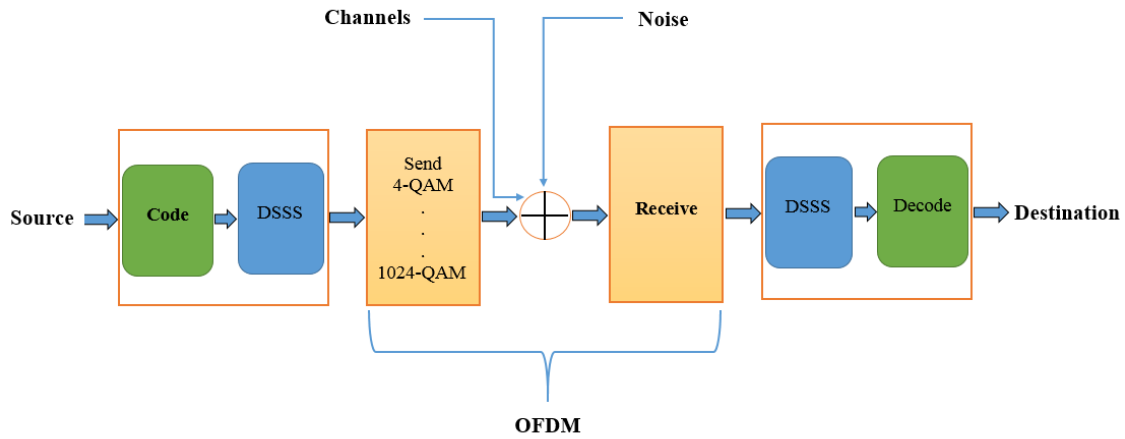 Channels
Noise
Source
Code
DSSS
Send
4-QAM
.
.
.
1024-QAM
Receive
DSSS
Decode
Destination
OFDM